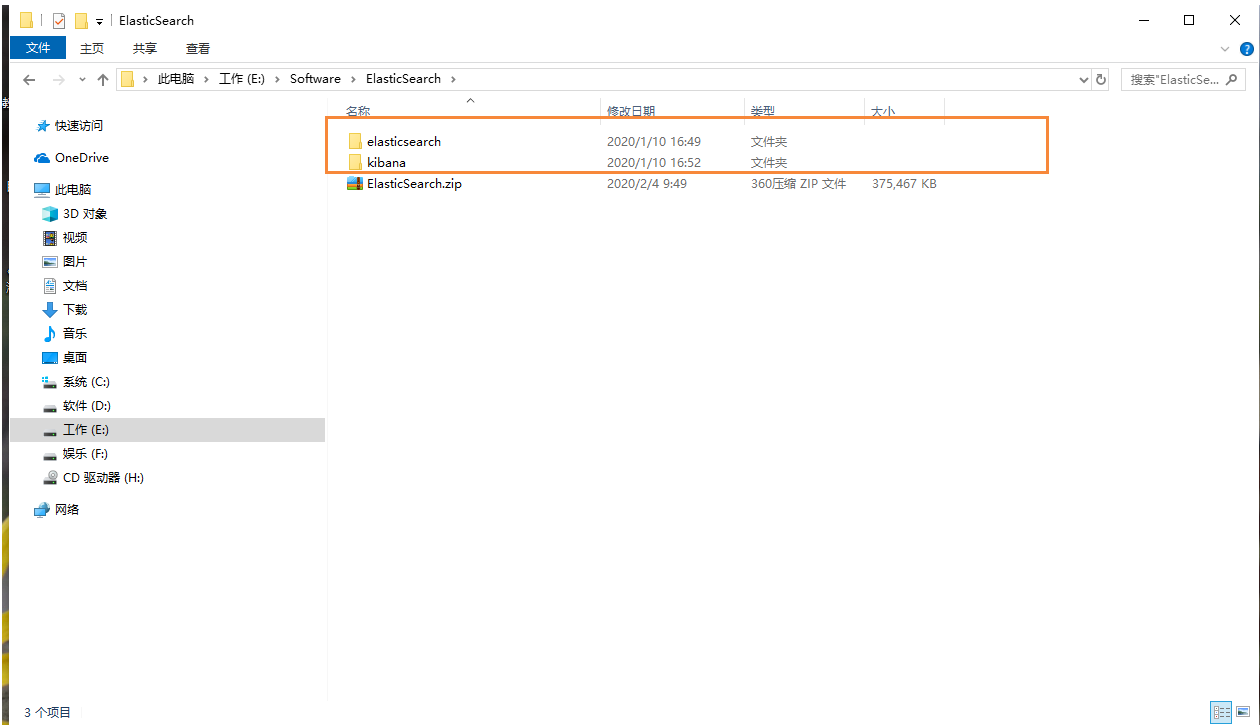 ElasticSearch
文件 主页 共享 查看
此电脑 工作 (E:) Software ElasticSearch 搜索"ElasticSe...
名称 修改日期 类型 大小
快速访问
OneDrive
此电脑
3D 对象
视频
图片
文档
下载
音乐
桌面
系统 (C:)
软件 (D:)
工作 (E:)
娱乐 (F:)
CD 驱动器 (H:)
网络
elasticsearch 2020/1/10 16:49 文件夹
kibana 2020/1/10 16:52 文件夹
ElasticSearch.zip 2020/2/4 9:49 360压缩 ZIP 文件 375,467 KB
3 个项目